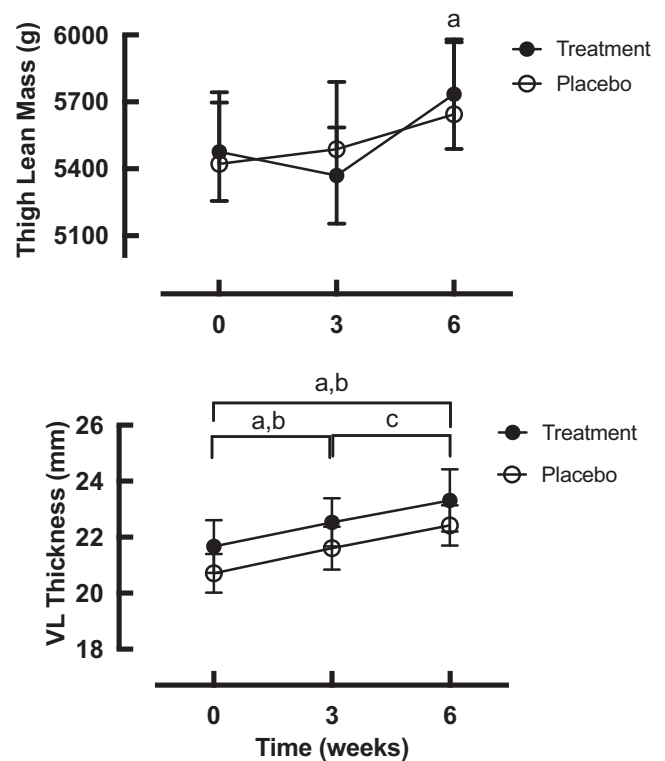 a
6000
5700
5400
5100
Thigh Lean Mass (g)
Treatment
Placebo
0 3 6
a,b
a,b c
26
24
22
20
18
VL Thickness (mm)
Treatment
Placebo
0 3 6
Time (weeks)